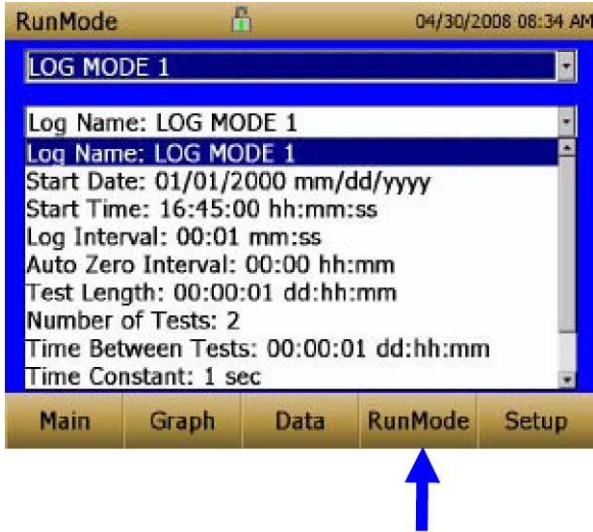 RunMode 04/30/2008 08:34 AM
LOG MODE 1
Log Name: LOG MODE 1
Log Name: LOG MODE 1
Start Date: 01/01/2000 mm/dd/yyyy
Start Time: 16:45:00 hh:mm:ss
Log Interval: 00:01 mm:ss
Auto Zero Interval: 00:00 hh:mm
Test Length: 00:00:01 dd:hh:mm
Number of Tests: 2
Time Between Tests: 00:00:01 dd:hh:mm
Time Constant: 1 sec
Main Graph Data RunMode Setup